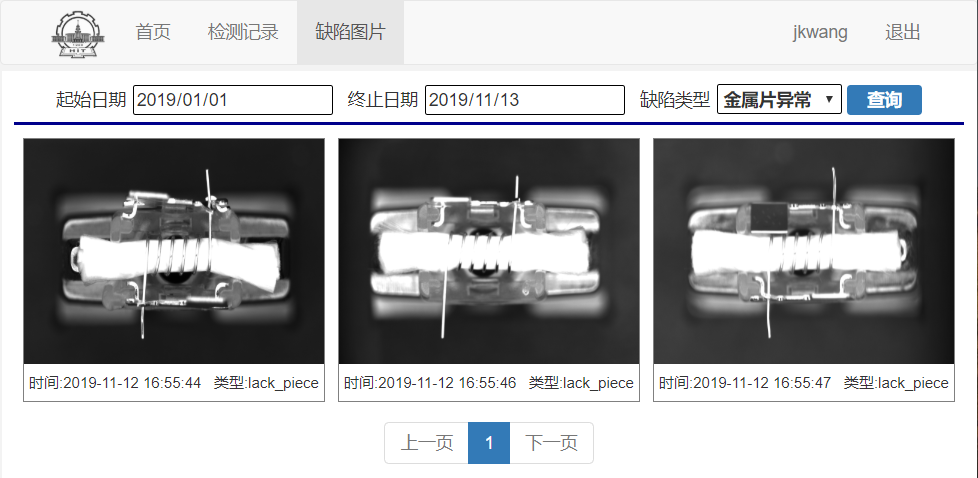 HIT
首页 检测记录 缺陷图片 jkwang 退出
起始日期 2019/01/01 终止日期 2019/11/13 缺陷类型 金属片异常 查询
时间:2019-11-12 16:55:44 类型:lack_piece
时间:2019-11-12 16:55:46 类型:lack_piece
时间:2019-11-12 16:55:47 类型:lack_piece
上一页 1 下一页